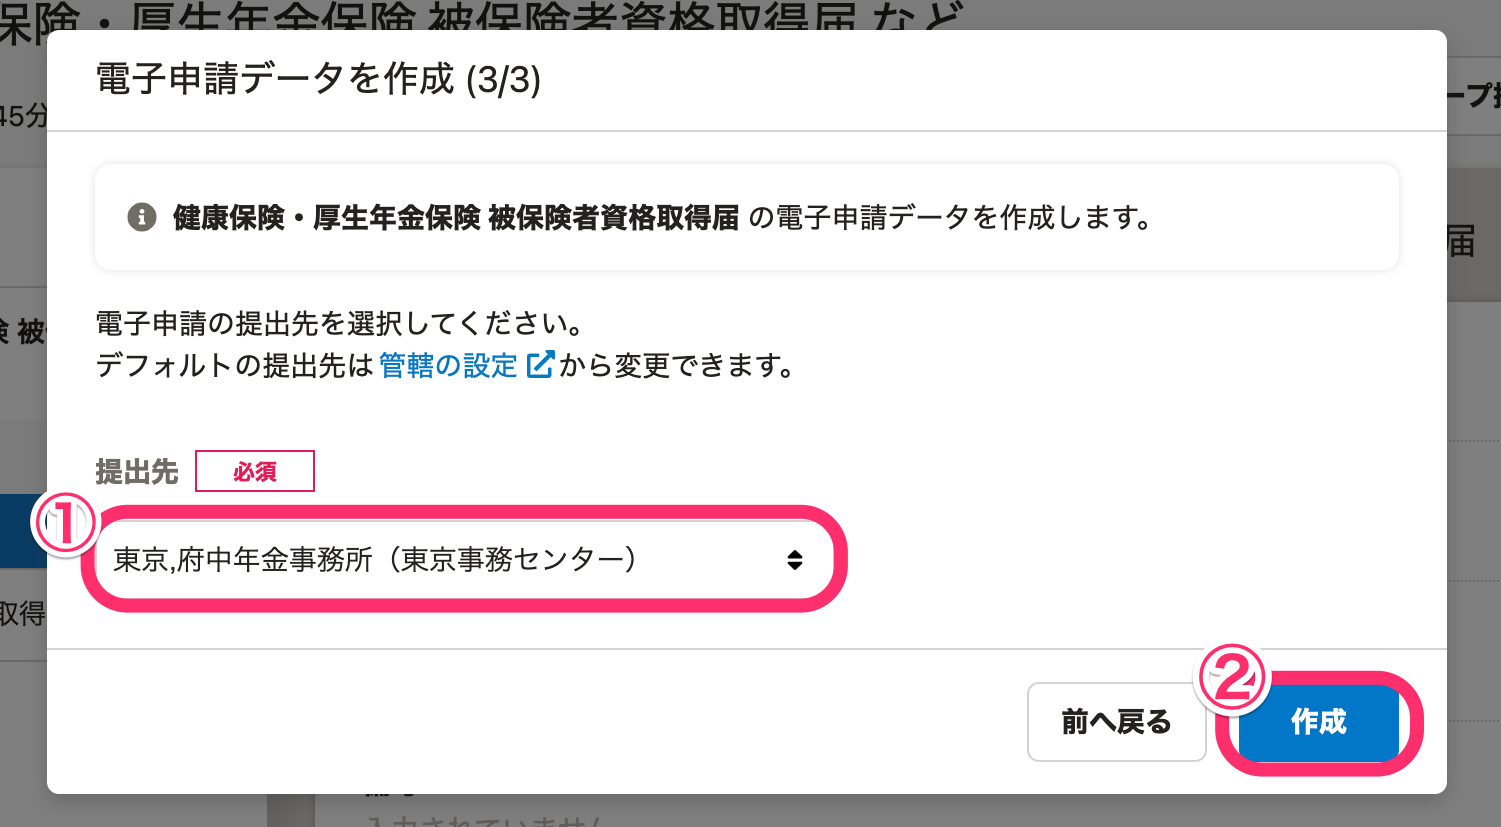 保険・厚生年金保険 被保険者資格取得届 など
電子申請データを作成 (3/3)
45分
ープ
健康保険・厚生年金保険 被保険者資格取得届 の電子申請データを作成します。
届
電子申請の提出先を選択してください。
険 被
デフォルトの提出先は 管轄の設定 から変更できます。
提出先 必須
①
東京,府中年金事務所（東京事務センター）
取得
②
前へ戻る 作成
入力されていません